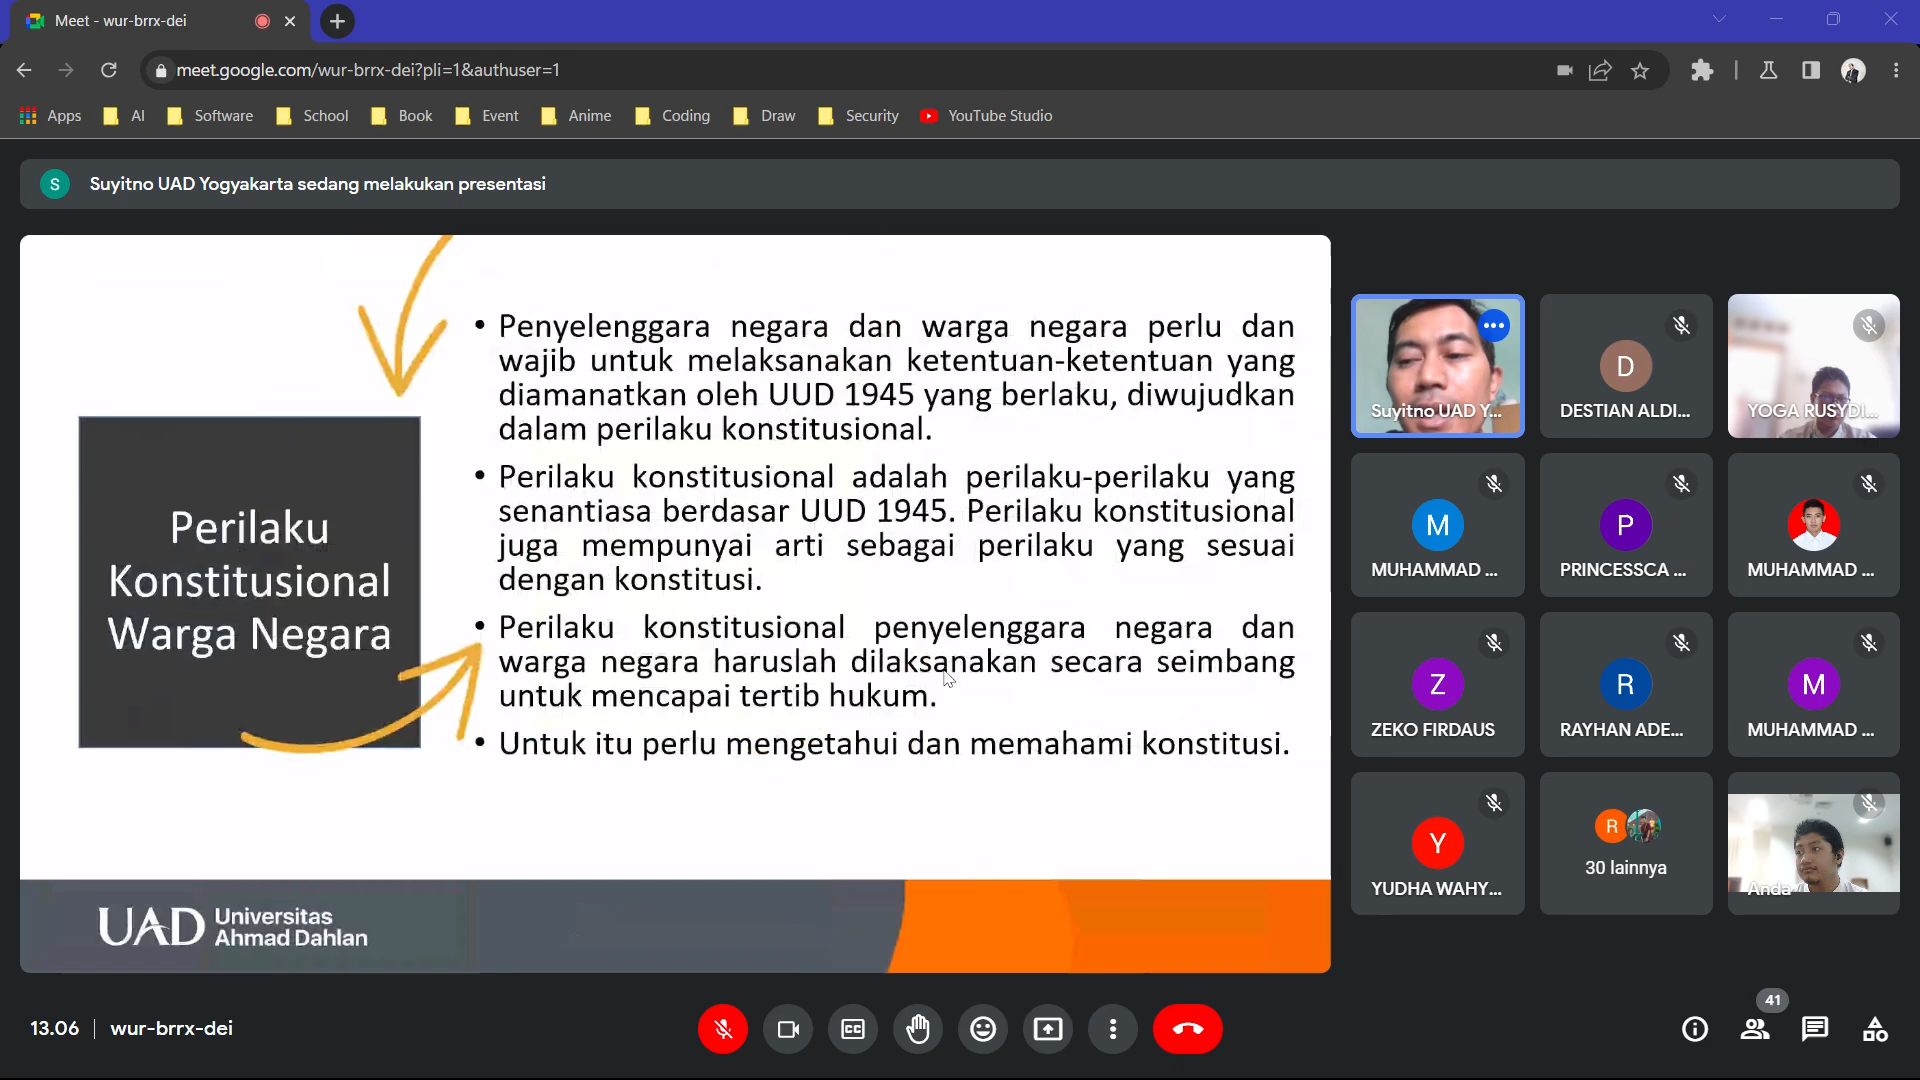 Meet - wur-brrx-dei
meet.google.com/wur-brrx-dei?pli=1&authuser=1
Apps AI Software School Book Event Anime Coding Draw Security YouTube Studio
S Suyitno UAD Yogyakarta sedang melakukan presentasi
Perilaku
Konstitusional
Warga Negara
• Penyelenggara negara dan warga negara perlu dan
wajib untuk melaksanakan ketentuan-ketentuan yang
diamanatkan oleh UUD 1945 yang berlaku, diwujudkan
dalam perilaku konstitusional.
• Perilaku konstitusional adalah perilaku-perilaku yang
senantiasa berdasar UUD 1945. Perilaku konstitusional
juga mempunyai arti sebagai perilaku yang sesuai
dengan konstitusi.
• Perilaku konstitusional penyelenggara negara dan
warga negara haruslah dilaksanakan secara seimbang
untuk mencapai tertib hukum.
• Untuk itu perlu mengetahui dan memahami konstitusi.
UAD Universitas
Ahmad Dahlan
Suyitno UAD Y...
D
DESTIAN ALDI...
YOGA RUSYDI...
M
MUHAMMAD ...
P
PRINCESSCA ...
MUHAMMAD ...
Z
ZEKO FIRDAUS
R
RAYHAN ADE...
M
MUHAMMAD ...
Y
YUDHA WAHY...
R
30 lainnya
Anda
13.06 | wur-brrx-dei
CC
41